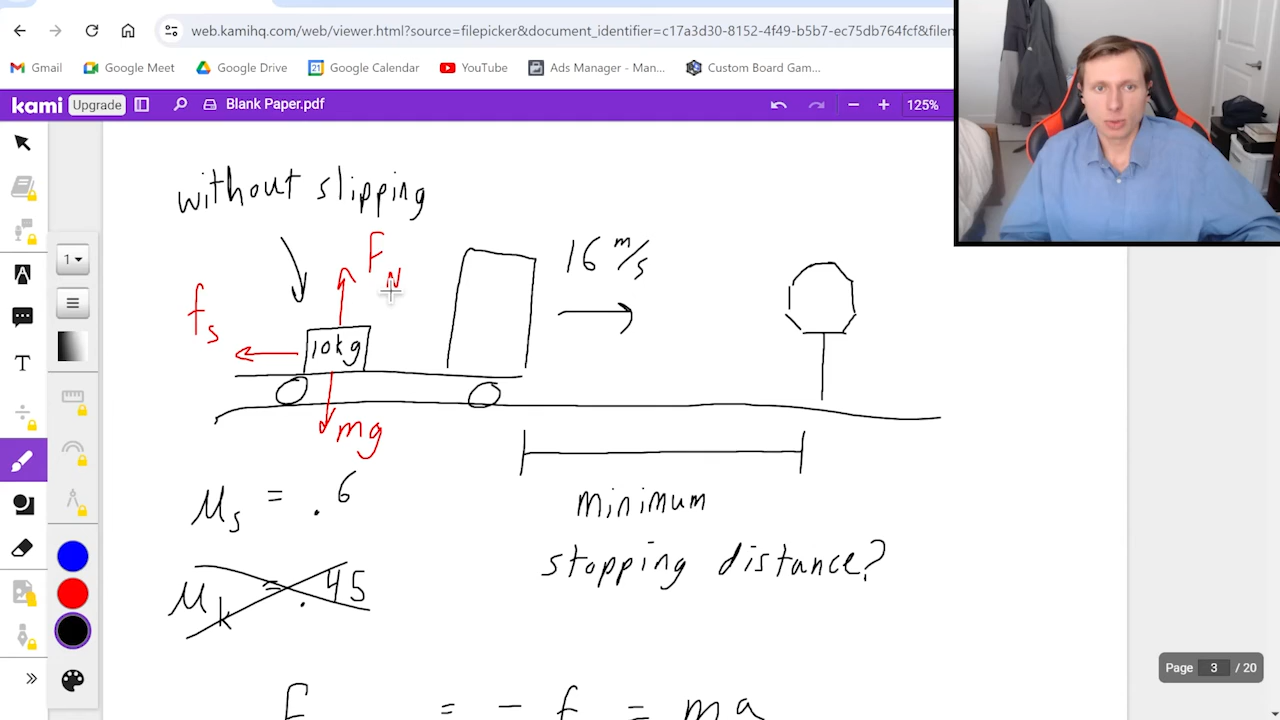 web.kamihq.com/web/viewer.html?source=filepicker&document_identifier=c17a3d30-8152-4f49-b5b7-ec75db764fcf&filen
Gmail
Google Meet
Google Drive
31
Google Calendar
YouTube
Ads Manager - Man...
Custom Board Gam...
kami
Upgrade
Blank Paper.pdf
125%
without slipping
F
N
16 m/s
f
s
10kg
mg
1
A
T
μs = .6
μk = .45
minimum
stopping distance?
F = - f = ma
Page 3 / 20